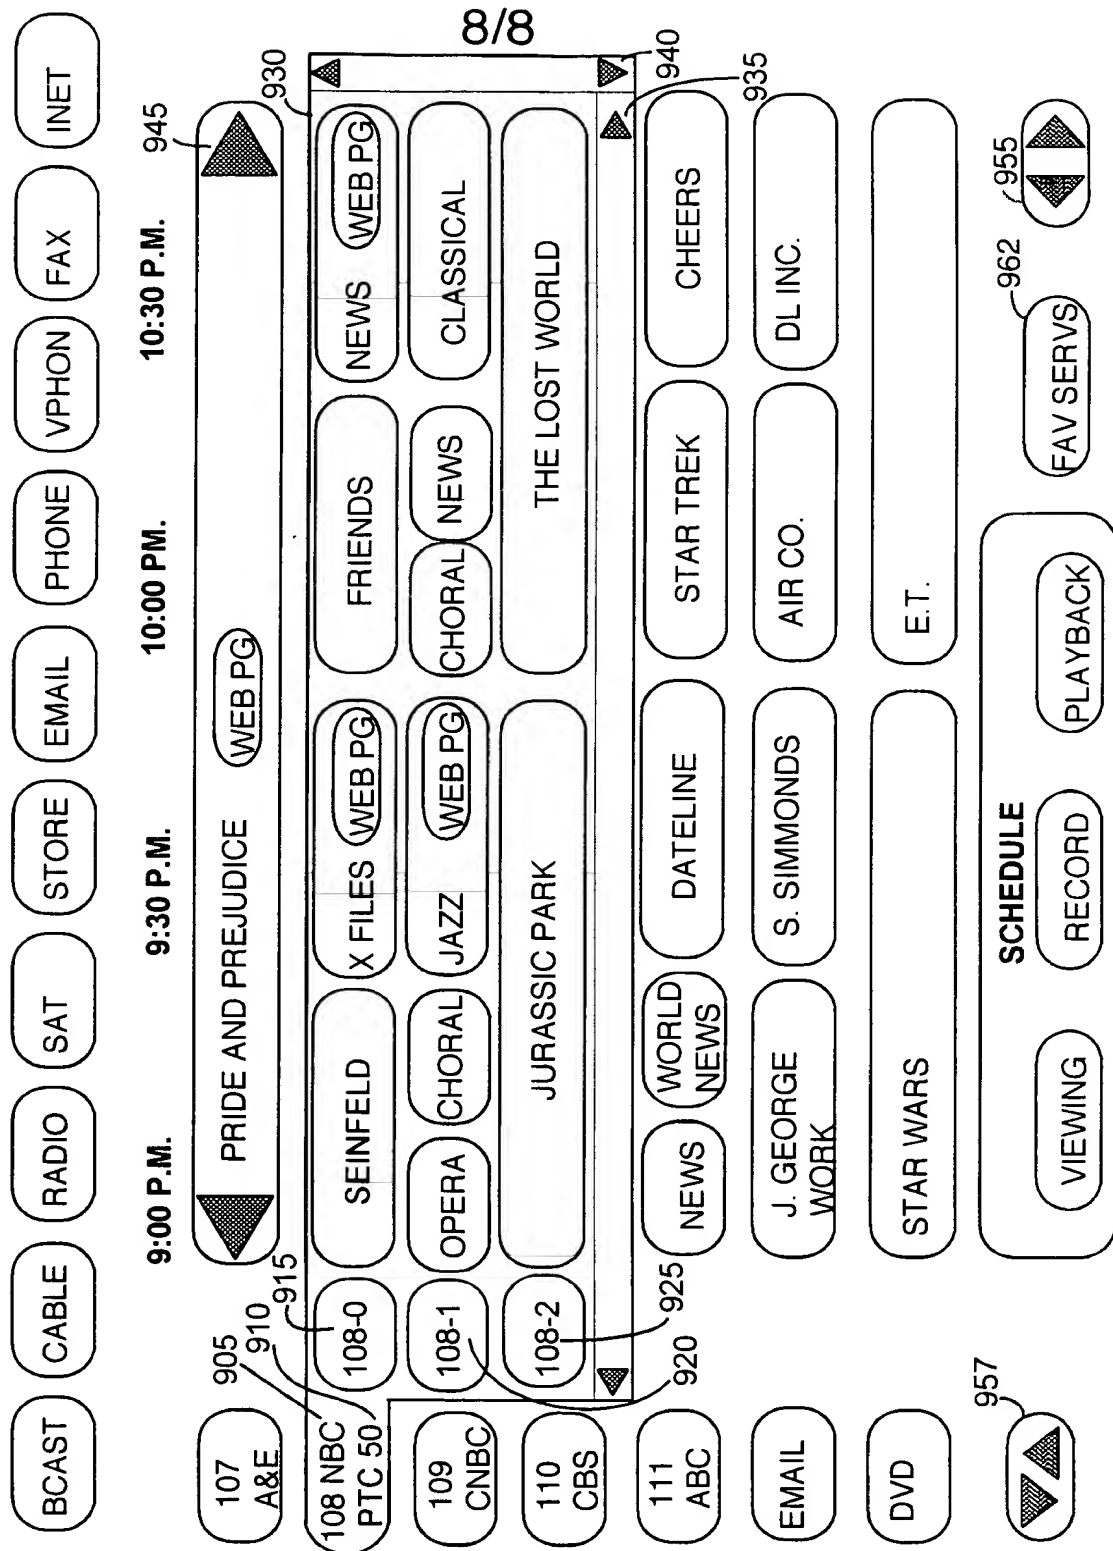 8/8
BCAST CABLE RADIO SAT STORE EMAIL PHONE VPHON FAX INET
9:00 P.M. 9:30 P.M. 10:00 PM. 10:30 P.M.
945
107
A&E
PRIDE AND PREJUDICE WEB PG
905
910
915
930
108 NBC
PTC 50
108-0 SEINFELD X FILES WEB PG FRIENDS NEWS WEB PG
109
CNBC
108-1 OPERA CHORAL JAZZ WEB PG CHORAL NEWS CLASSICAL
110
CBS
108-2 JURASSIC PARK THE LOST WORLD
920
925
940
935
111
ABC
NEWS WORLD
NEWS
DATELINE STAR TREK CHEERS
EMAIL J. GEORGE
WORK
S. SIMMONDS AIR CO. DL INC.
DVD STAR WARS E.T.
957
SCHEDULE
VIEWING RECORD PLAYBACK
962
FAV SERVS
955